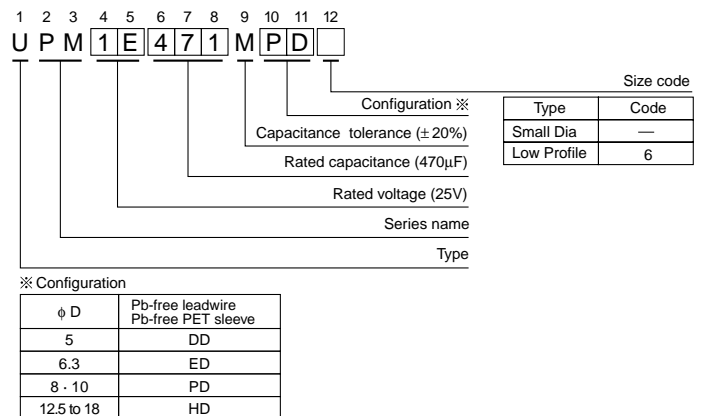 1 2 3 4 5 6 7 8 9 10 11 12
U P M 1 E 4 7 1 M P D
Size code
Configuration ※
Capacitance tolerance (± 20%)
Rated capacitance (470μF)
Rated voltage (25V)
Series name
Type
Type Code
Small Dia —
Low Profile 6
※ Configuration
ϕ D Pb-free leadwire
Pb-free PET sleeve
5 DD
6.3 ED
8 · 10 PD
12.5 to 18 HD